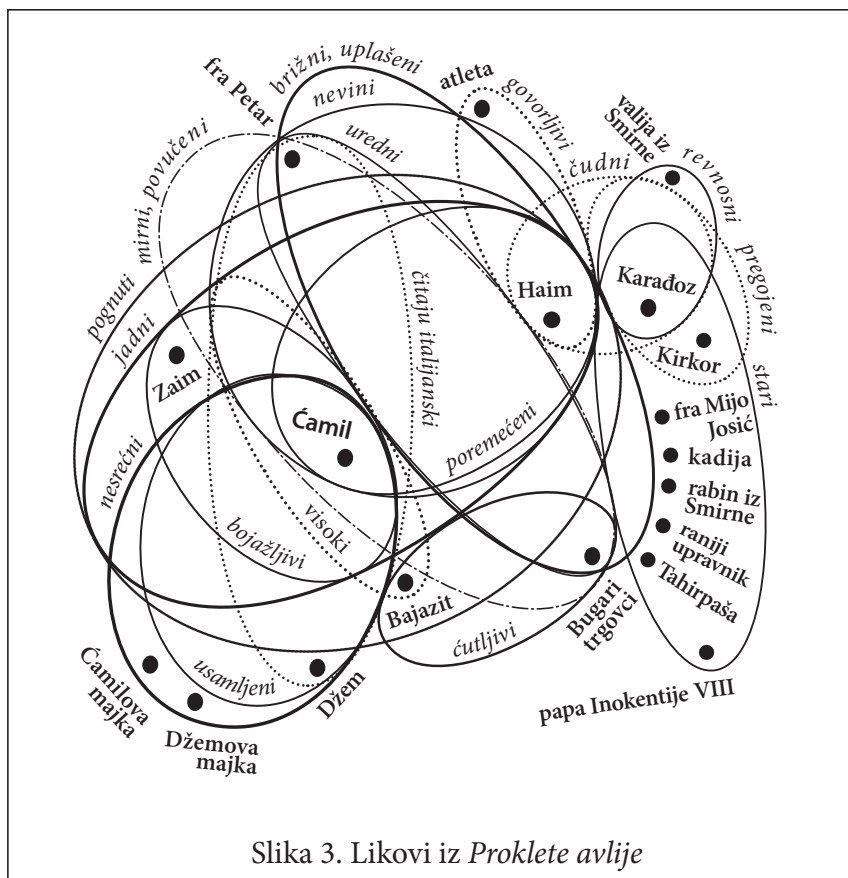 fra Petar
brižni, uplašeni
nevini
uredni
atleta
govorljivi
čudni
valija iz
Smirne
revnosni
pregojeni
stari
mirni, povučeni
pognuti
jadni
Zaim
čitaju italijanski
Haim
Karađoz
Kirkor
nesrećni
Ćamil
poremećeni
fra Mijo
Josić
kadija
rabin iz
Smirne
raniji
upravnik
Tahirpaša
bojažljivi
visoki
Bajazit
ćutljivi
Bugari
trgovci
Ćamilova
majka
usamljeni
Džemova
majka
Džem
papa Inokentije VIII
Slika 3. Likovi iz Proklete avlije